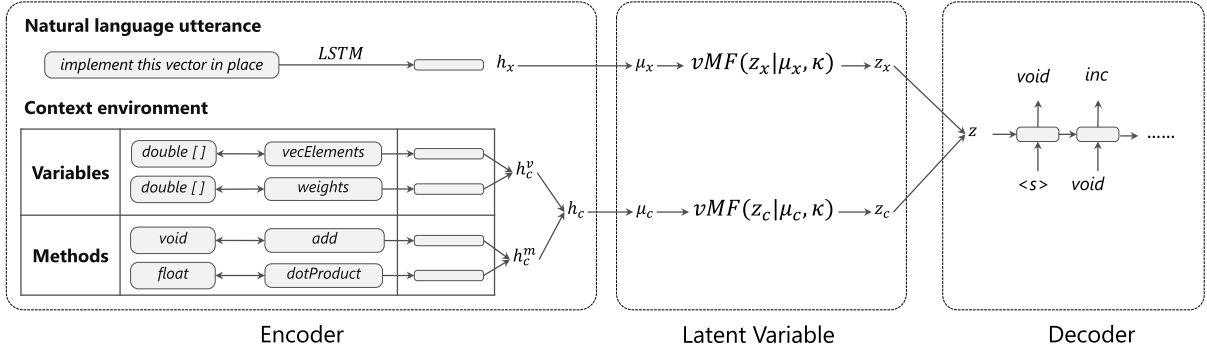 Natural language utterance
implement this vector in place LSTM h_x μ_x vMF(z_x|μ_x, κ) z_x
Context environment
void inc
Variables double [ ] vecElements h_c^v z ......
double [ ] weights <s> void
h_c μ_c vMF(z_c|μ_c, κ) z_c
Methods void add h_c^m
float dotProduct
Encoder Latent Variable Decoder